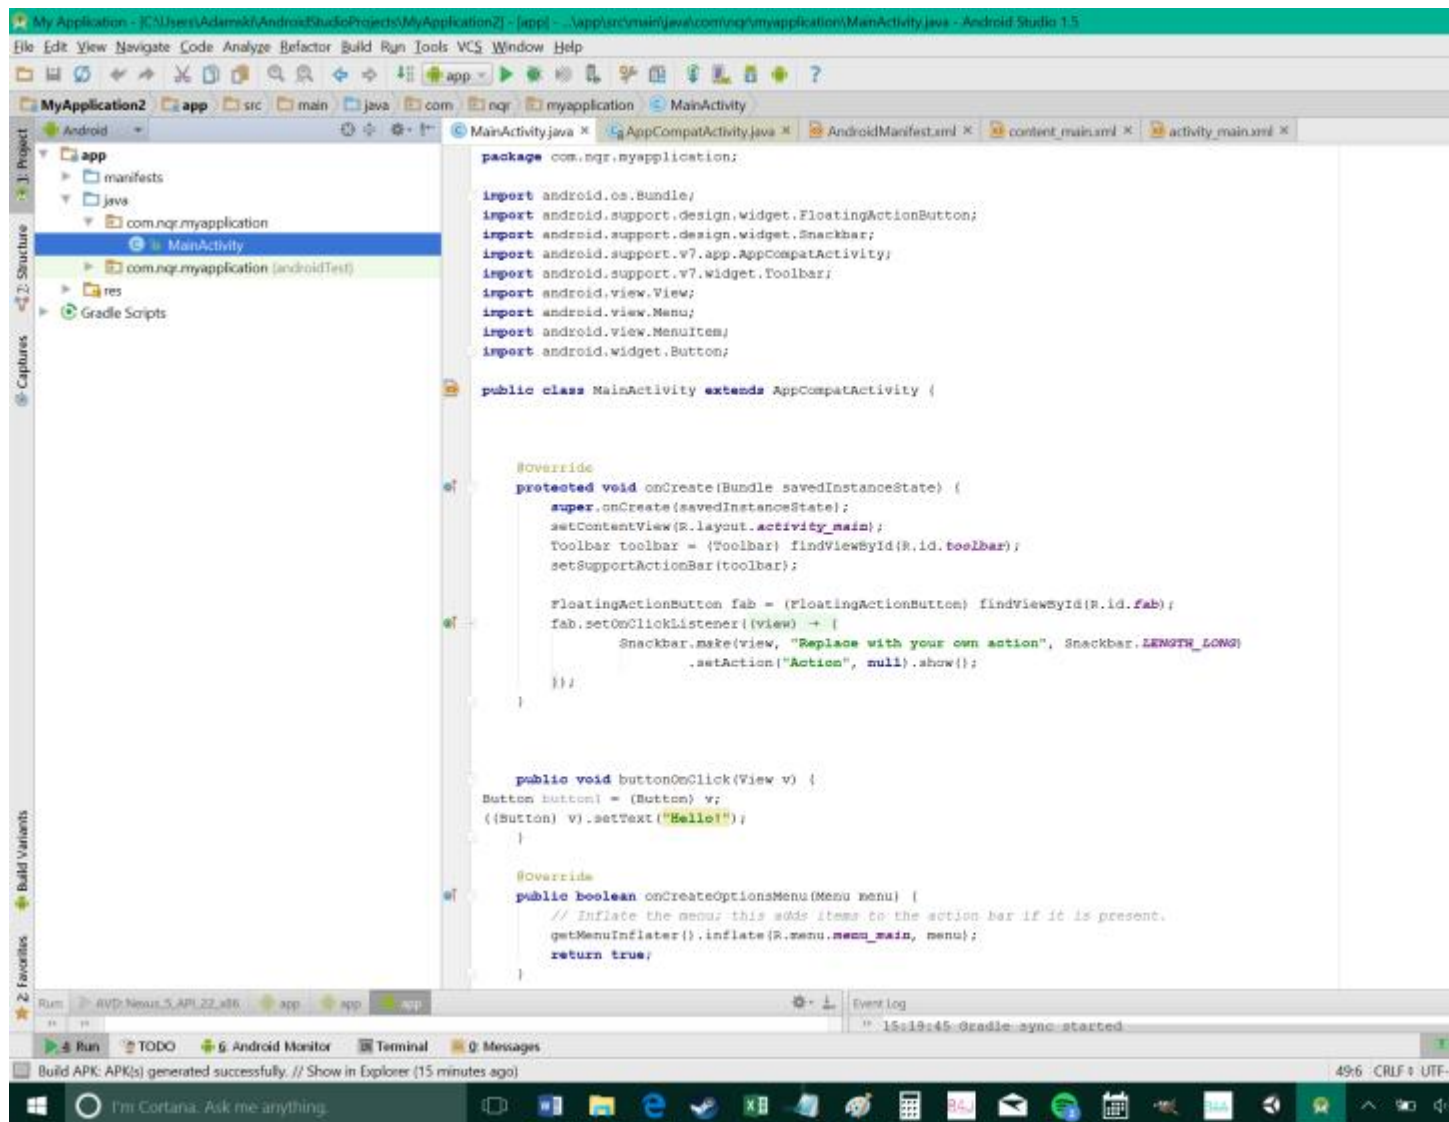 My Application - [C:\Users\Adamski\AndroidStudioProjects\MyApplication2] - [app] - ...\app\src\main\java\com\nqr\myapplication\MainActivity.java - Android Studio 1.5
File Edit View Navigate Code Analyze Refactor Build Run Tools VCS Window Help
app
MyApplication2 app src main java com nqr myapplication MainActivity
Android
MainActivity.java AppCompatActivity.java AndroidManifest.xml content_main.xml activity_main.xml
1: Project
2: Structure
Captures
Build Variants
2: Favorites
app
manifests
java
com.nqr.myapplication
MainActivity
com.nqr.myapplication (androidTest)
res
Gradle Scripts
package com.nqr.myapplication;
import android.os.Bundle;
import android.support.design.widget.FloatingActionButton;
import android.support.design.widget.Snackbar;
import android.support.v7.app.AppCompatActivity;
import android.support.v7.widget.Toolbar;
import android.view.View;
import android.view.Menu;
import android.view.MenuItem;
import android.widget.Button;
public class MainActivity extends AppCompatActivity {
@Override
protected void onCreate(Bundle savedInstanceState) {
super.onCreate(savedInstanceState);
setContentView(R.layout.activity_main);
Toolbar toolbar = (Toolbar) findViewById(R.id.toolbar);
setSupportActionBar(toolbar);
FloatingActionButton fab = (FloatingActionButton) findViewById(R.id.fab);
fab.setOnClickListener((view) → {
Snackbar.make(view, "Replace with your own action", Snackbar.LENGTH_LONG)
.setAction("Action", null).show();
});
}
public void buttonOnClick(View v) {
Button button1 = (Button) v;
((Button) v).setText("Hello!");
}
@Override
public boolean onCreateOptionsMenu(Menu menu) {
// Inflate the menu; this adds items to the action bar if it is present.
getMenuInflater().inflate(R.menu.menu_main, menu);
return true;
}
Run AVD: Nexus_5_API_22_x86 app app app
Event Log
15:19:45 Gradle sync started
4: Run TODO 6: Android Monitor Terminal 0: Messages
Build APK: APK(s) generated successfully. // Show in Explorer (15 minutes ago)
49:6 CRLF UTF-
I'm Cortana. Ask me anything.
B4J
B4A